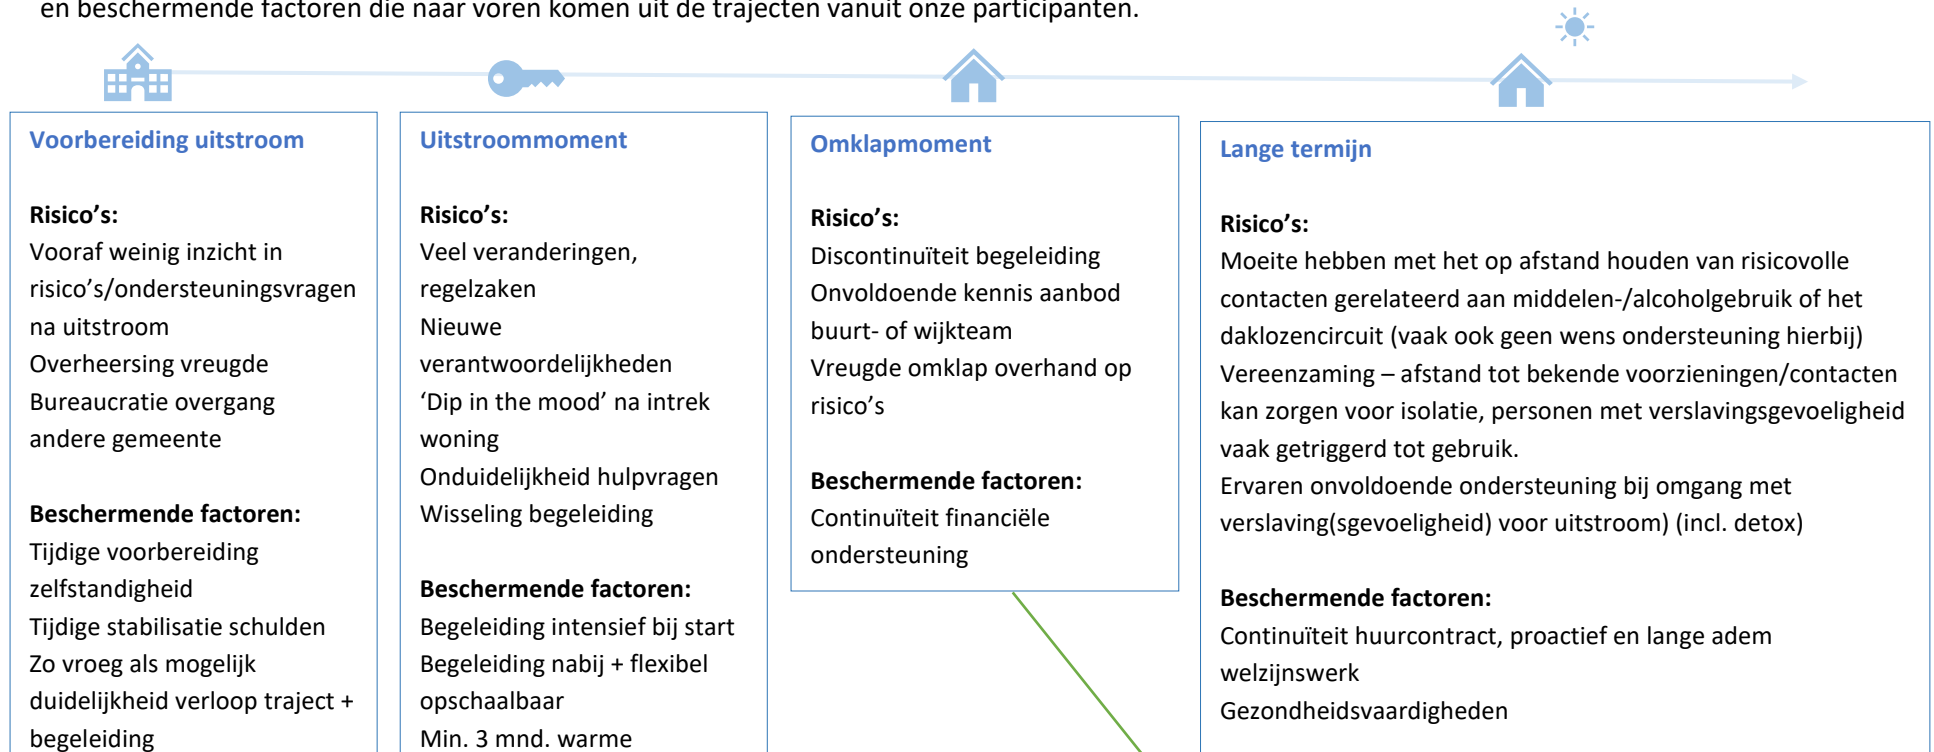 en beschermende factoren die naar voren komen uit de trajecten vanuit onze participanten.
Voorbereiding uitstroom
Risico’s:
Vooraf weinig inzicht in
risico’s/ondersteuningsvragen
na uitstroom
Overheersing vreugde
Bureaucratie overgang
andere gemeente
Beschermende factoren:
Tijdige voorbereiding
zelfstandigheid
Tijdige stabilisatie schulden
Zo vroeg als mogelijk
duidelijkheid verloop traject +
begeleiding
Uitstroommoment
Risico’s:
Veel veranderingen,
regelzaken
Nieuwe
verantwoordelijkheden
‘Dip in the mood’ na intrek
woning
Onduidelijkheid hulpvragen
Wisseling begeleiding
Beschermende factoren:
Begeleiding intensief bij start
Begeleiding nabij + flexibel
opschaalbaar
Min. 3 mnd. warme
Omklapmoment
Risico’s:
Discontinuïteit begeleiding
Onvoldoende kennis aanbod
buurt- of wijkteam
Vreugde omklap overhand op
risico’s
Beschermende factoren:
Continuïteit financiële
ondersteuning
Lange termijn
Risico’s:
Moeite hebben met het op afstand houden van risicovolle
contacten gerelateerd aan middelen-/alcoholgebruik of het
daklozencircuit (vaak ook geen wens ondersteuning hierbij)
Vereenzaming – afstand tot bekende voorzieningen/contacten
kan zorgen voor isolatie, personen met verslavingsgevoeligheid
vaak getriggerd tot gebruik.
Ervaren onvoldoende ondersteuning bij omgang met
verslaving(sgevoeligheid) voor uitstroom) (incl. detox)
Beschermende factoren:
Continuïteit huurcontract, proactief en lange adem
welzijnswerk
Gezondheidsvaardigheden